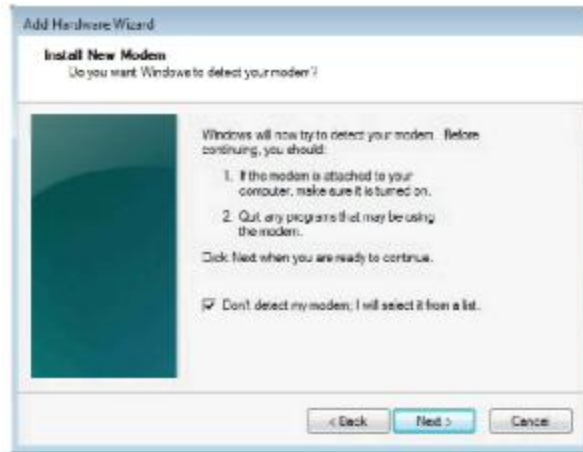 Add Hardware Wizard
Install New Modem
Do you want Windows to detect your modem?
Windows will now try to detect your modem. Before
continuing, you should:
1. If the modem is attached to your
computer, make sure it is turned on.
2. Quit any programs that may be using
the modem.
Click Next when you are ready to continue.
Don't detect my modem; I will select it from a list.
< Back
Next >
Cancel